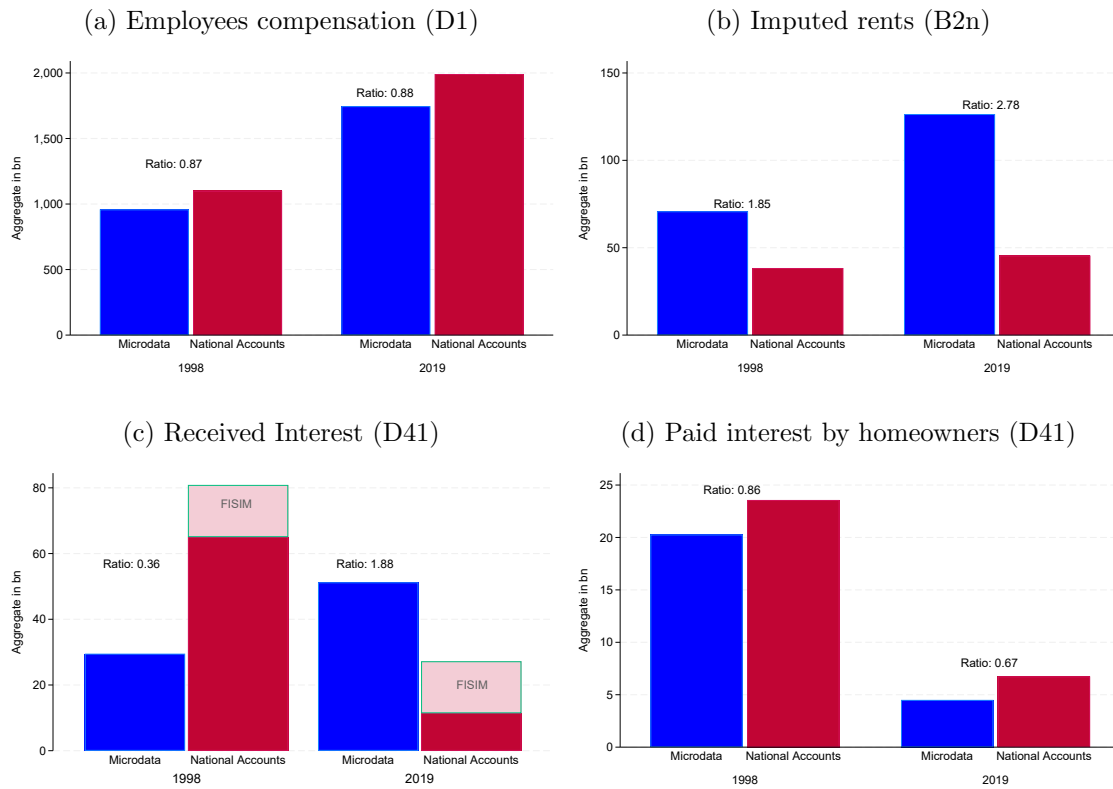 (a) Employees compensation (D1)
Aggregate in bn
2,000
1,500
1,000
500
0
Ratio: 0.87
Ratio: 0.88
Microdata National Accounts Microdata National Accounts
1998 2019
(b) Imputed rents (B2n)
Aggregate in bn
150
100
50
0
Ratio: 1.85
Ratio: 2.78
Microdata National Accounts Microdata National Accounts
1998 2019
(c) Received Interest (D41)
Aggregate in bn
80
60
40
20
0
FISIM
Ratio: 0.36
Ratio: 1.88
FISIM
Microdata National Accounts Microdata National Accounts
1998 2019
(d) Paid interest by homeowners (D41)
Aggregate in bn
25
20
15
10
5
0
Ratio: 0.86
Ratio: 0.67
Microdata National Accounts Microdata National Accounts
1998 2019